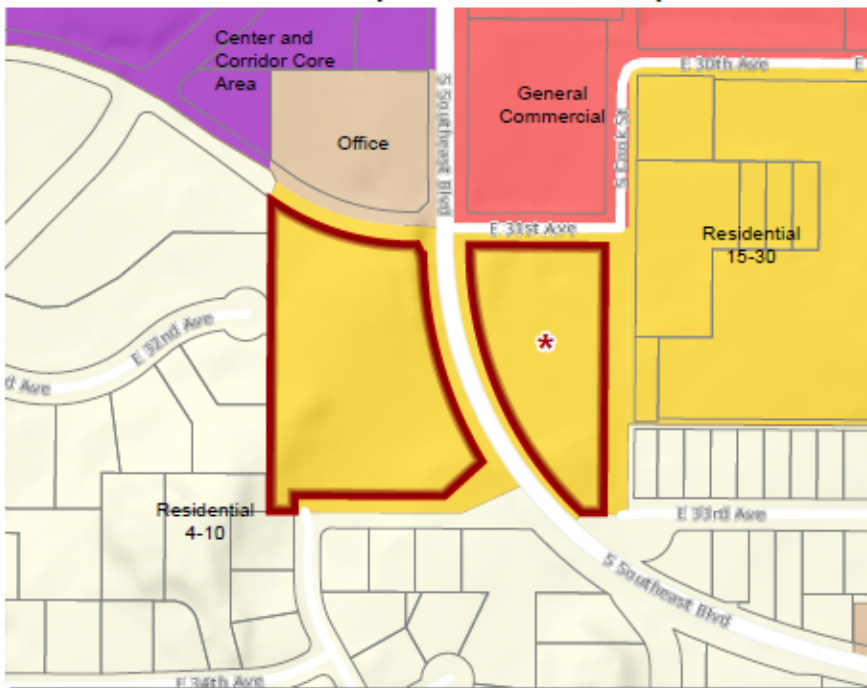 Center and
Corridor Core
Area
Office
General
Commercial
E 30th Ave
E
S Southeast Blvd
S Cook St
E 31st Ave
Residential
15-30
*
E 32nd Ave
d Ave
Residential
4-10
E 33rd Ave
S Southeast Blvd
E 34th Ave